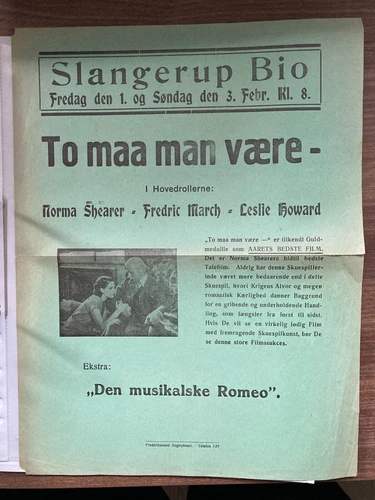 Slangerup Bio
Fredag den 1. og Søndag den 3. Febr. Kl. 8.
To maa man være -
I Hovedrollerne:
Norma Shearer - Fredric March - Leslie Howard
„To maa man være —“ er tilkendt Guld-
medaille som AARETS BEDSTE FILM.
Det er Norma Shearers hidtil bedste
Talefilm. Aldrig har denne Skuespiller-
inde været mere bedaarende end i dette
Skuespil, hvori Krigens Alvor og megen
romantisk Kærlighed danner Baggrund
for en gribende og underholdende Hand-
ling, som fængsler fra først til sidst.
Hvis De vil se en virkelig lødig Film
med fremragende Skuespilkunst, bør De
se denne store Filmssukces.
Ekstra:
„Den musikalske Romeo“.
Frederikssund Bogtrykkeri. - Telefon 129